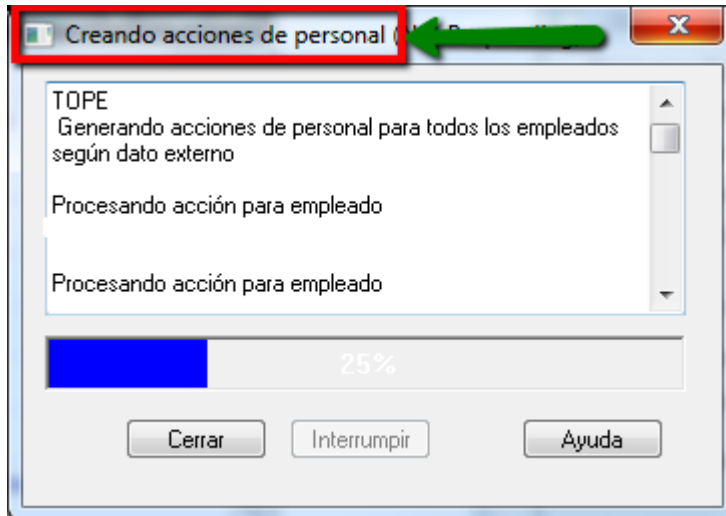 Creando acciones de personal (
TOPE
Generando acciones de personal para todos los empleados
según dato externo
Procesando acción para empleado
Procesando acción para empleado
25%
Cerrar
Interrumpir
Ayuda